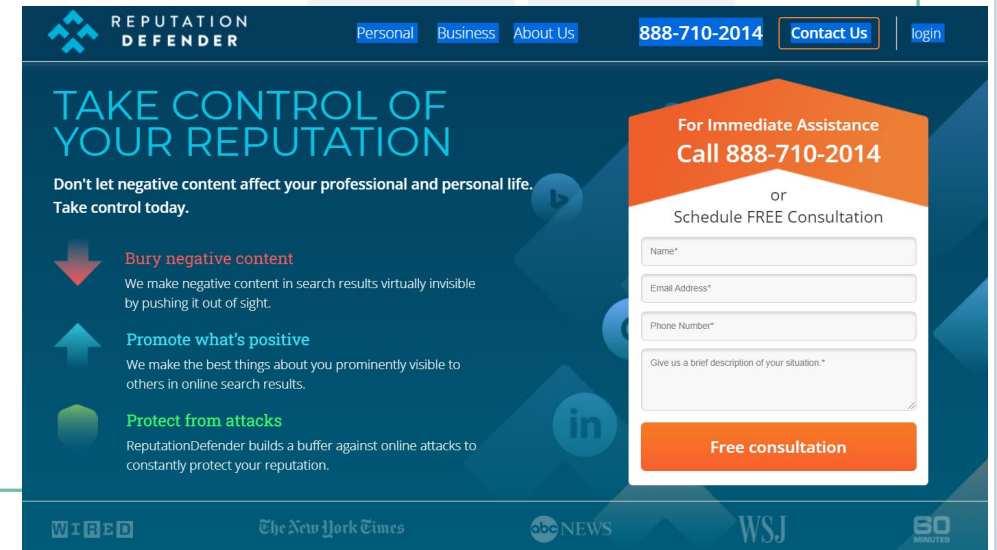 REPUTATION
DEFENDER
Personal Business About Us 888-710-2014 Contact Us login
TAKE CONTROL OF
YOUR REPUTATION
Don't let negative content affect your professional and personal life.
Take control today.
Bury negative content
We make negative content in search results virtually invisible
by pushing it out of sight.
Promote what's positive
We make the best things about you prominently visible to
others in online search results.
Protect from attacks
ReputationDefender builds a buffer against online attacks to
constantly protect your reputation.
For Immediate Assistance
Call 888-710-2014
or
Schedule FREE Consultation
Name*
Email Address*
Phone Number*
Give us a brief description of your situation.*
Free consultation
in
WIRED The New York Times abc NEWS WSJ 60
MINUTES